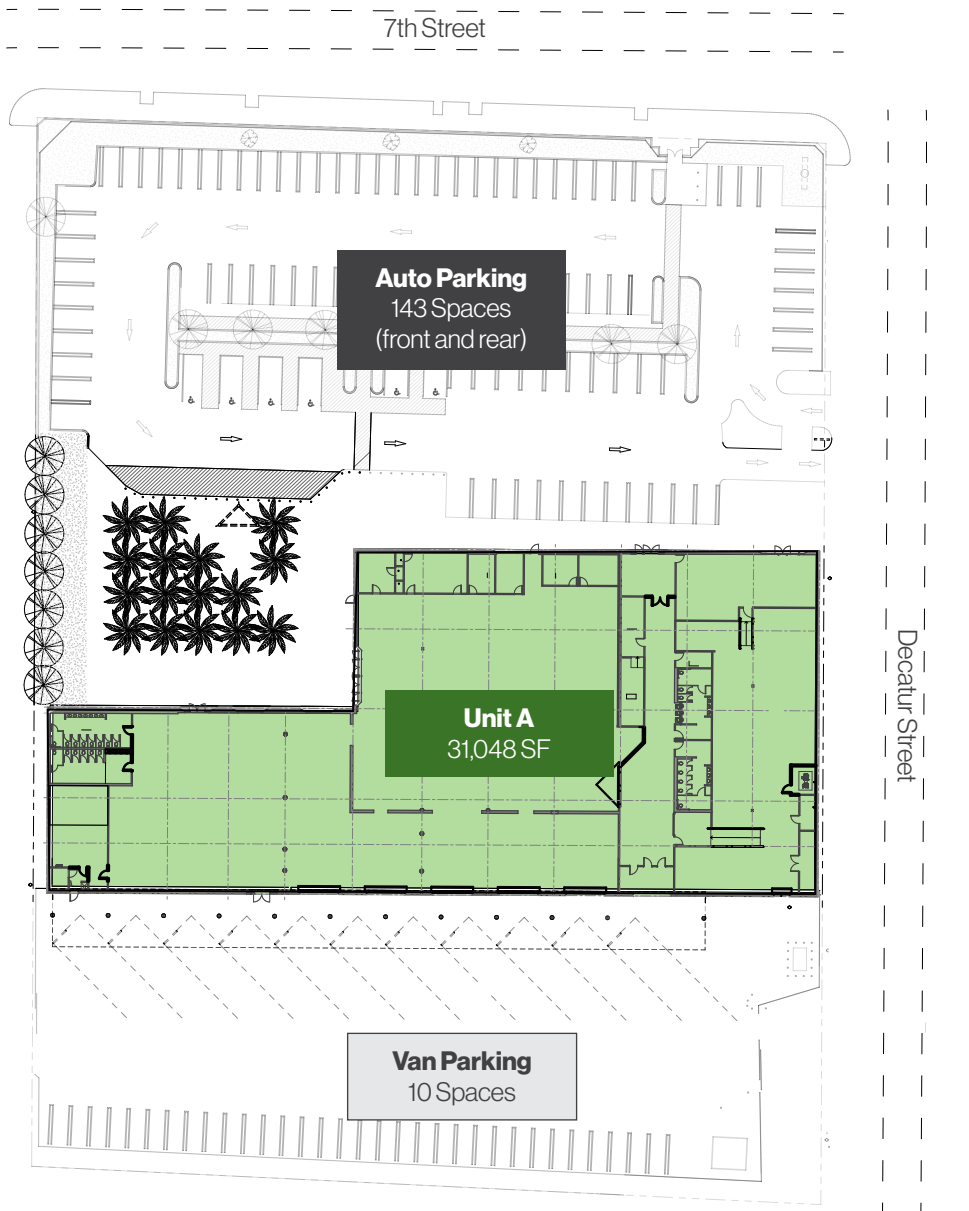 7th Street
Auto Parking
143 Spaces
(front and rear)
Unit A
31,048 SF
Decatur Street
Van Parking
10 Spaces